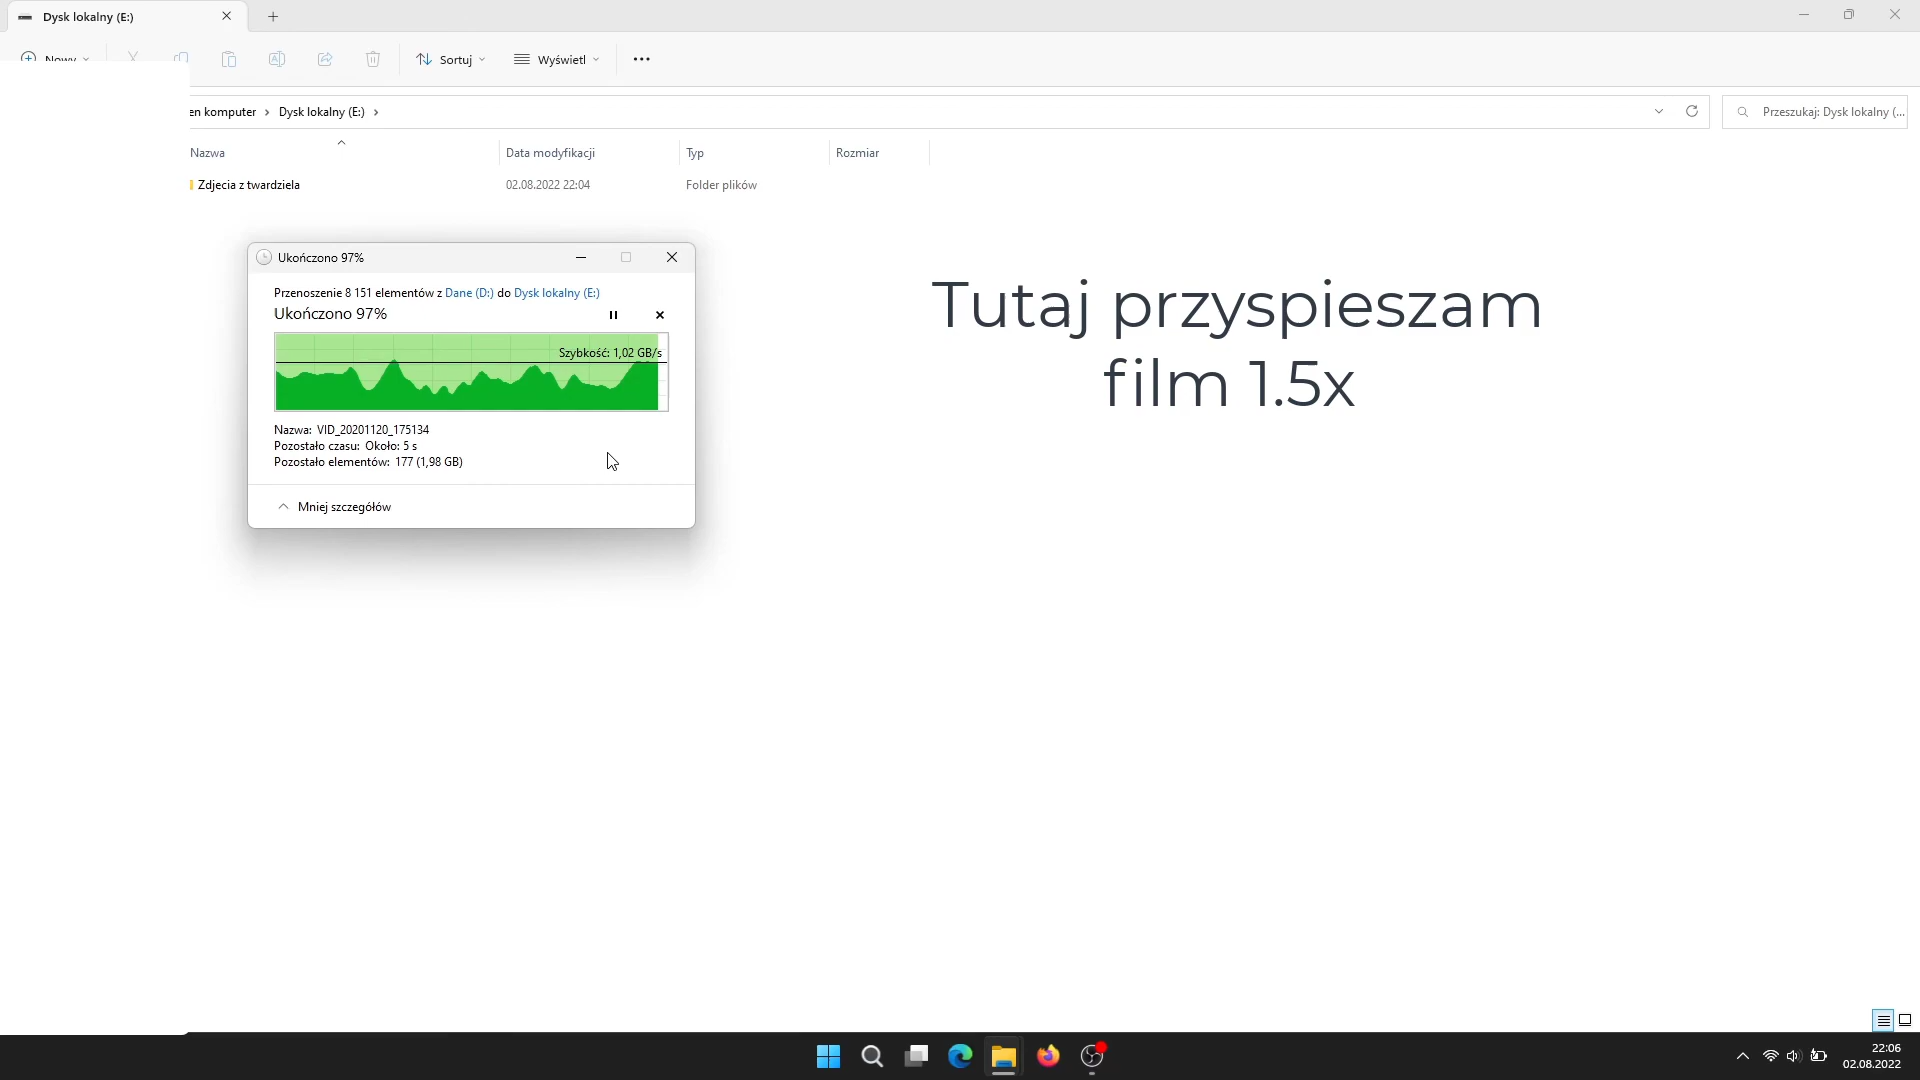 Dysk lokalny (E:)
Nowy
Sortuj
Wyświetl
en komputer > Dysk lokalny (E:) >
Przeszukaj: Dysk lokalny (...
Nazwa
Data modyfikacji
Typ
Rozmiar
Zdjecia z twardziela
02.08.2022 22:04
Folder plików
Ukończono 97%
Przenoszenie 8 151 elementów z Dane (D:) do Dysk lokalny (E:)
Ukończono 97%
Szybkość: 1,02 GB/s
Nazwa: VID_20201120_175134
Pozostało czasu: Około: 5 s
Pozostało elementów: 177 (1,98 GB)
Mniej szczegółów
Tutaj przyspieszam
film 1.5x
22:06
02.08.2022